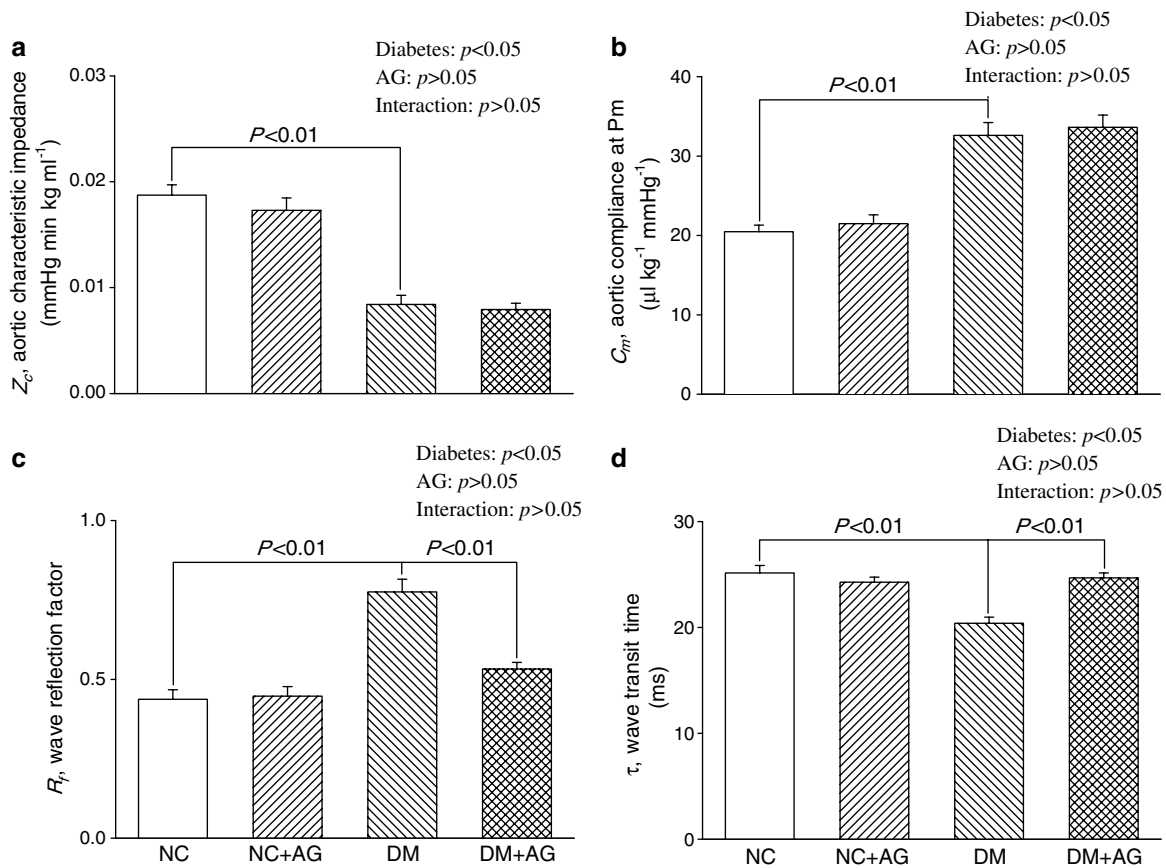 a
Diabetes: p<0.05
AG: p>0.05
Interaction: p>0.05
0.03
0.02
0.01
0.00
P<0.01
Zc, aortic characteristic impedance
(mmHg min kg ml⁻¹)
b
Diabetes: p<0.05
AG: p>0.05
Interaction: p>0.05
40
30
20
10
0
P<0.01
Cm, aortic compliance at Pm
(µl kg⁻¹ mmHg⁻¹)
c
Diabetes: p<0.05
AG: p>0.05
Interaction: p>0.05
1.0
0.5
0.0
P<0.01
P<0.01
Rf, wave reflection factor
NC
NC+AG
DM
DM+AG
d
Diabetes: p<0.05
AG: p>0.05
Interaction: p>0.05
30
20
10
0
P<0.01
P<0.01
τ, wave transit time
(ms)
NC
NC+AG
DM
DM+AG